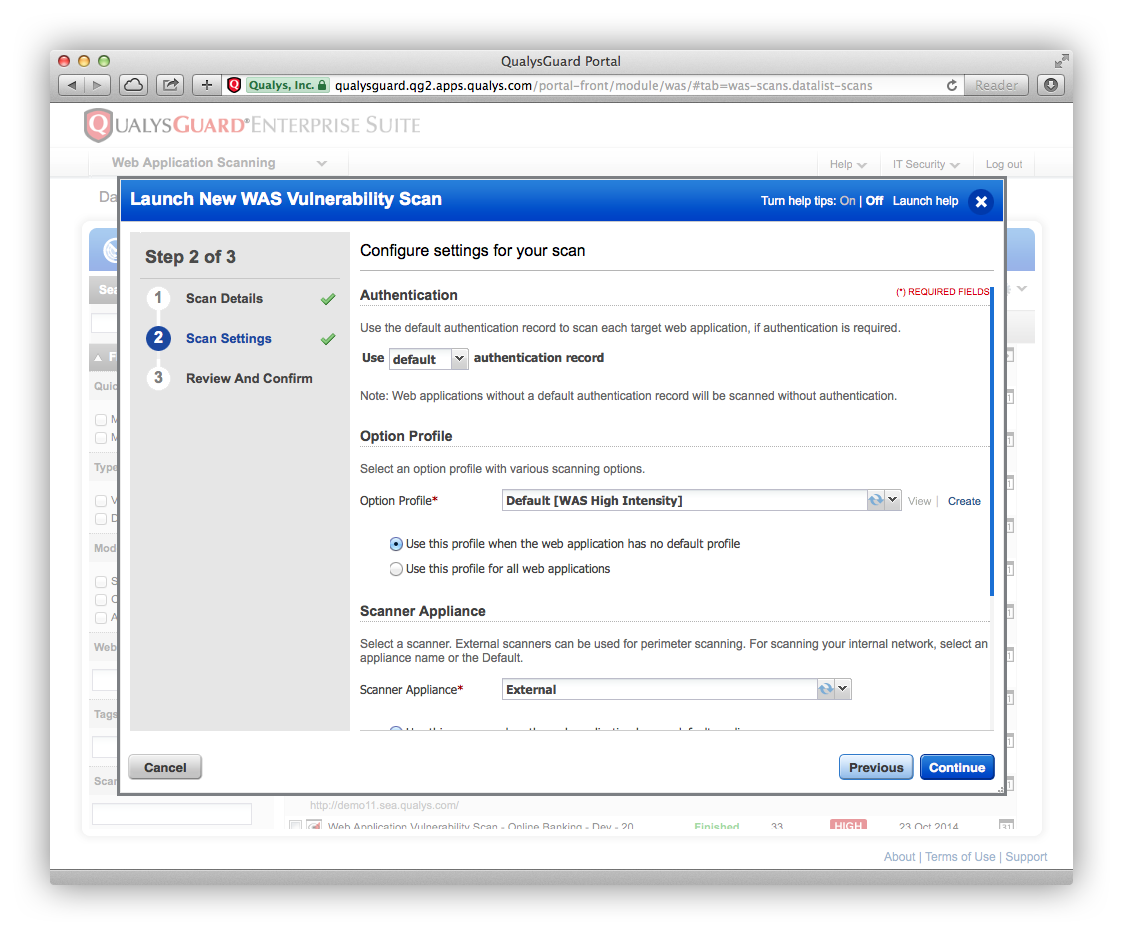 QualysGuard Portal
Qualys, Inc. qualysguard.qg2.apps.qualys.com/portal-front/module/was/#tab=was-scans.datalist-scans Reader
QUALYSGUARD® ENTERPRISE SUITE
Web Application Scanning Help IT Security Log out
Da
Launch New WAS Vulnerability Scan Turn help tips: On | Off Launch help
Sea
F
Quic
M
M
Type
V
D
Mod
S
C
A
Web
Tags
Scan
Step 2 of 3
1 Scan Details
2 Scan Settings
3 Review And Confirm
Configure settings for your scan
Authentication (*) REQUIRED FIELDS
Use the default authentication record to scan each target web application, if authentication is required.
Use default authentication record
Note: Web applications without a default authentication record will be scanned without authentication.
Option Profile
Select an option profile with various scanning options.
Option Profile* Default [WAS High Intensity] View | Create
Use this profile when the web application has no default profile
Use this profile for all web applications
Scanner Appliance
Select a scanner. External scanners can be used for perimeter scanning. For scanning your internal network, select an
appliance name or the Default.
Scanner Appliance* External
Cancel Previous Continue
http://demo11.sea.qualys.com/
Web Application Vulnerability Scan - Online Banking - Dev - 20 Finished 33 HIGH 23 Oct 2014 31
About | Terms of Use | Support